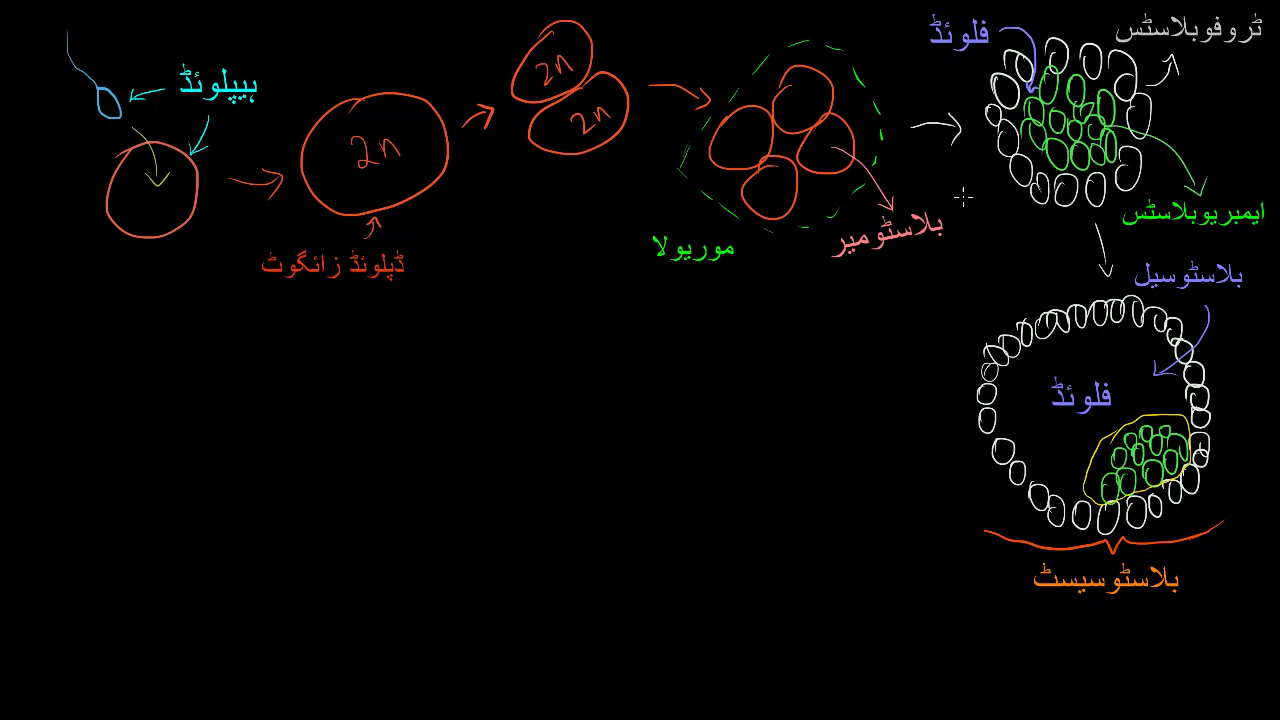 ہیپلوئڈ
2n
ڈپلوئڈ زائگوٹ
2n
2n
موریولا
بلاسٹومیر
فلوئڈ
ٹروفوبلاسٹس
ایمبریوبلاسٹس
بلاسٹوسیل
فلوئڈ
بلاسٹوسیسٹ